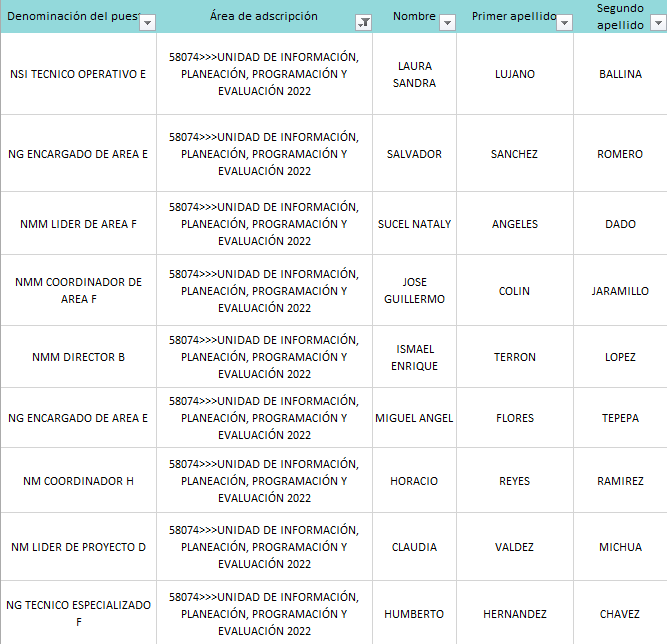 Denominación del pues
Área de adscripción
Nombre
Primer apellido
Segundo
apellido
NSI TECNICO OPERATIVO E
58074>>>UNIDAD DE INFORMACIÓN,
PLANEACIÓN, PROGRAMACIÓN Y
EVALUACIÓN 2022
LAURA
SANDRA
LUJANO
BALLINA
NG ENCARGADO DE AREA E
58074>>>UNIDAD DE INFORMACIÓN,
PLANEACIÓN, PROGRAMACIÓN Y
EVALUACIÓN 2022
SALVADOR
SANCHEZ
ROMERO
NMM LIDER DE AREA F
58074>>>UNIDAD DE INFORMACIÓN,
PLANEACIÓN, PROGRAMACIÓN Y
EVALUACIÓN 2022
SUCEL NATALY
ANGELES
DADO
NMM COORDINADOR DE
AREA F
58074>>>UNIDAD DE INFORMACIÓN,
PLANEACIÓN, PROGRAMACIÓN Y
EVALUACIÓN 2022
JOSE
GUILLERMO
COLIN
JARAMILLO
NMM DIRECTOR B
58074>>>UNIDAD DE INFORMACIÓN,
PLANEACIÓN, PROGRAMACIÓN Y
EVALUACIÓN 2022
ISMAEL
ENRIQUE
TERRON
LOPEZ
NG ENCARGADO DE AREA E
58074>>>UNIDAD DE INFORMACIÓN,
PLANEACIÓN, PROGRAMACIÓN Y
EVALUACIÓN 2022
MIGUEL ANGEL
FLORES
TEPEPA
NM COORDINADOR H
58074>>>UNIDAD DE INFORMACIÓN,
PLANEACIÓN, PROGRAMACIÓN Y
EVALUACIÓN 2022
HORACIO
REYES
RAMIREZ
NM LIDER DE PROYECTO D
58074>>>UNIDAD DE INFORMACIÓN,
PLANEACIÓN, PROGRAMACIÓN Y
EVALUACIÓN 2022
CLAUDIA
VALDEZ
MICHUA
NG TECNICO ESPECIALIZADO
F
58074>>>UNIDAD DE INFORMACIÓN,
PLANEACIÓN, PROGRAMACIÓN Y
EVALUACIÓN 2022
HUMBERTO
HERNANDEZ
CHAVEZ